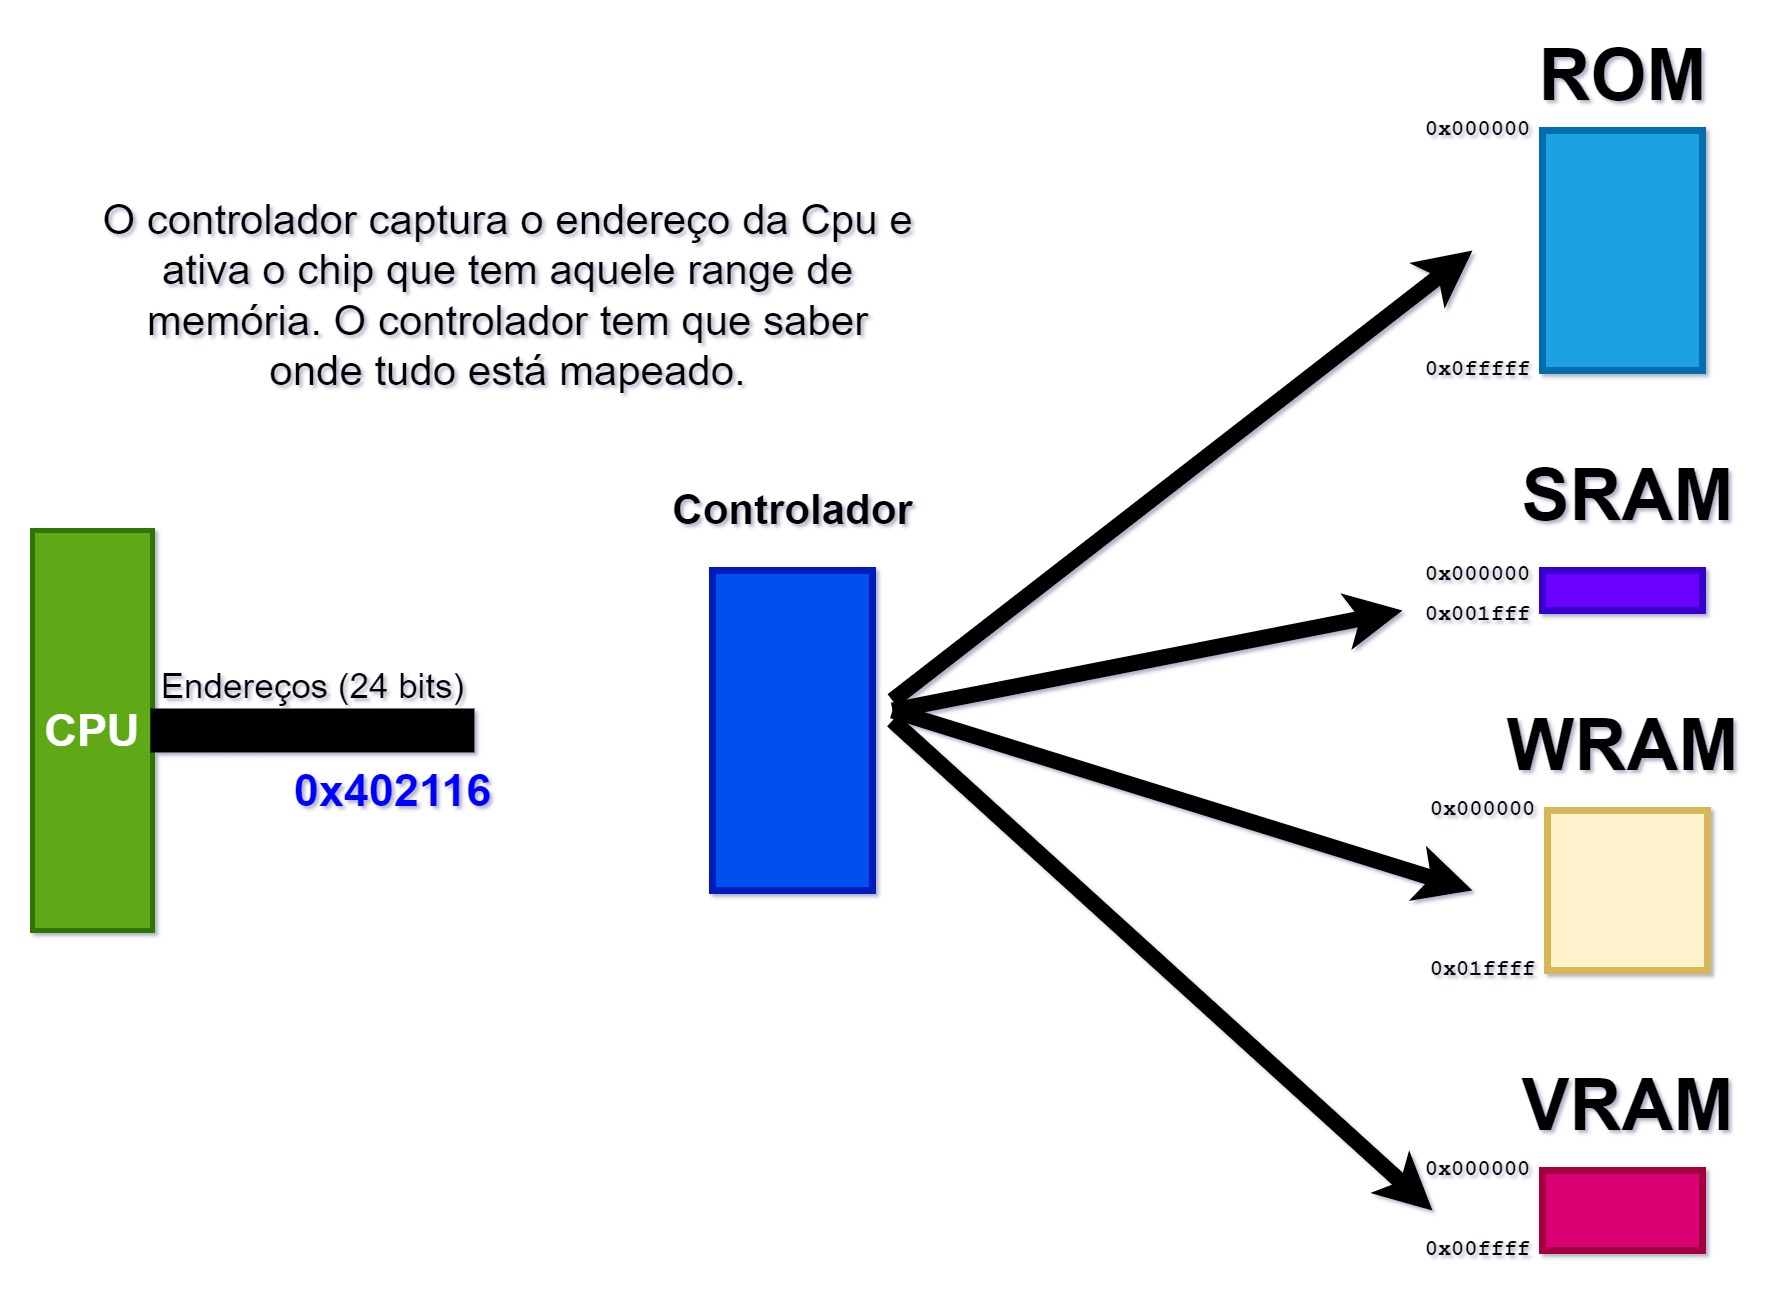 ROM
0x000000
0x0fffff
O controlador captura o endereço da Cpu e
ativa o chip que tem aquele range de
memória. O controlador tem que saber
onde tudo está mapeado.
SRAM
0x000000
0x001fff
Controlador
Endereços (24 bits)
CPU
0x402116
WRAM
0x000000
0x01ffff
VRAM
0x000000
0x00ffff